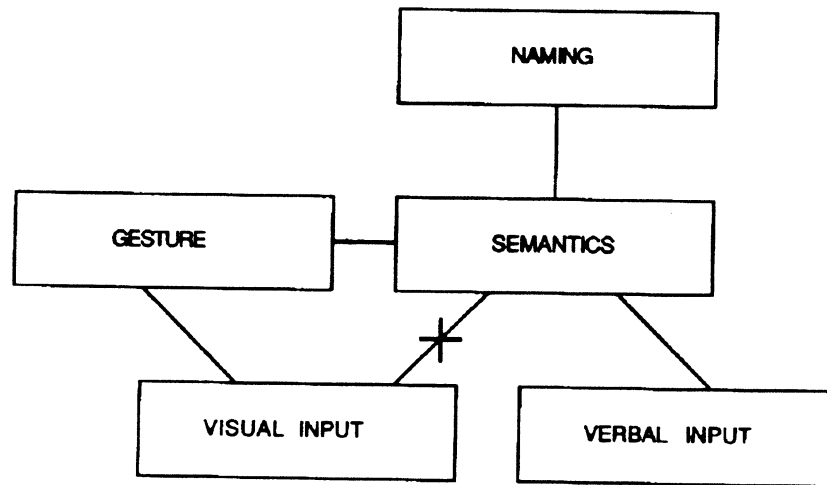 NAMING
GESTURE
SEMANTICS
VISUAL INPUT
VERBAL INPUT